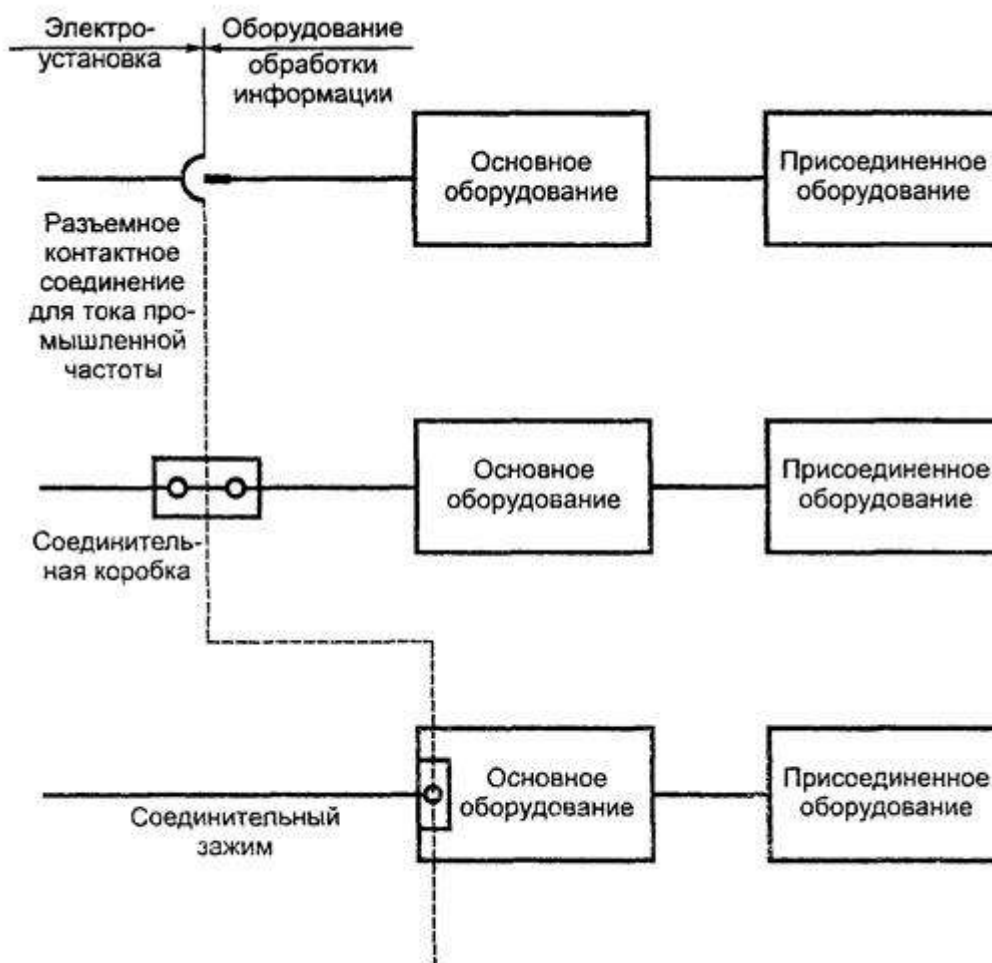 Электро-
установка
Оборудование
обработки
информации
Основное
оборудование
Присоединенное
оборудование
Разъемное
контактное
соединение
для тока про-
мышленной
частоты
Основное
оборудование
Присоединенное
оборудование
Соединитель-
ная коробка
Основное
оборудование
Присоединенное
оборудование
Соединительный
зажим